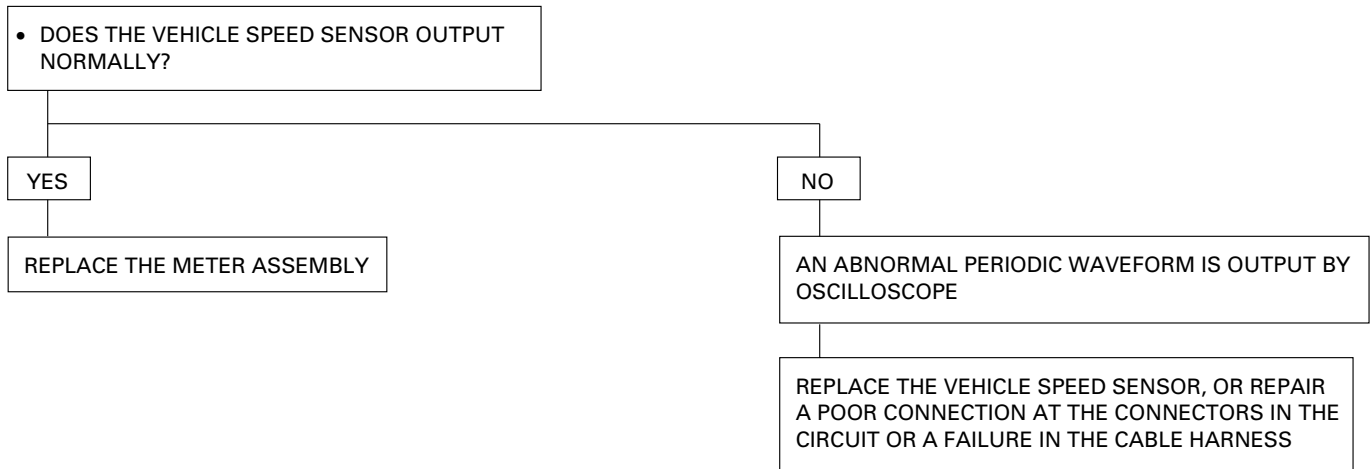 • DOES THE VEHICLE SPEED SENSOR OUTPUT
NORMALLY?
YES
NO
REPLACE THE METER ASSEMBLY
AN ABNORMAL PERIODIC WAVEFORM IS OUTPUT BY
OSCILLOSCOPE
REPLACE THE VEHICLE SPEED SENSOR, OR REPAIR
A POOR CONNECTION AT THE CONNECTORS IN THE
CIRCUIT OR A FAILURE IN THE CABLE HARNESS